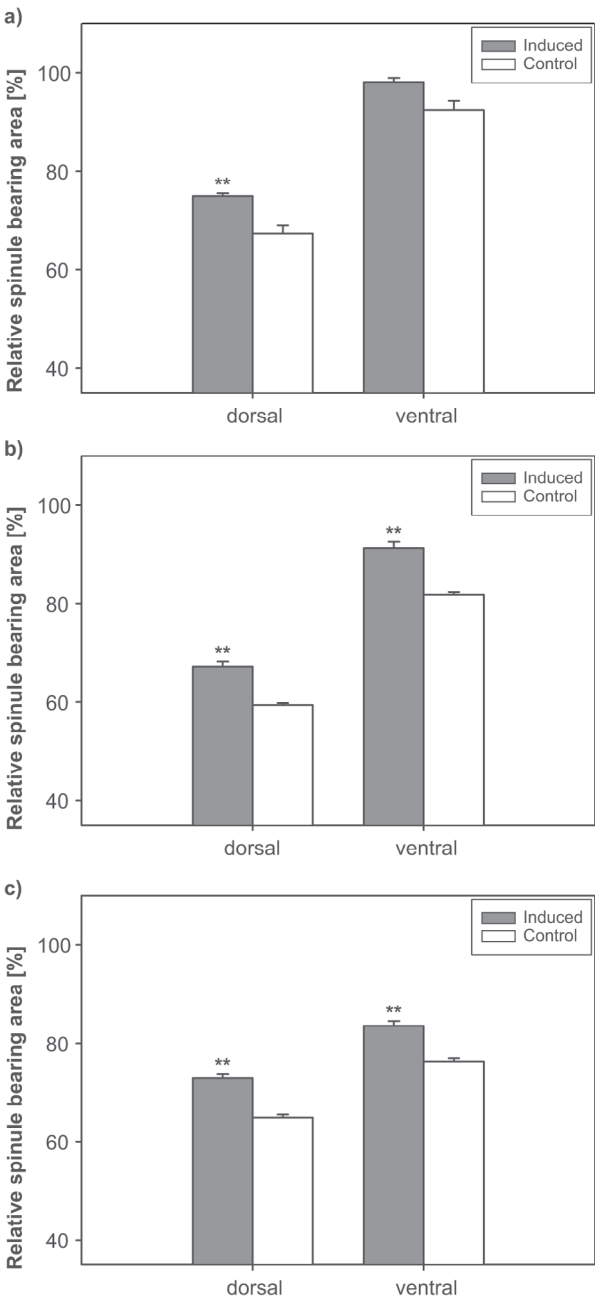 a)
Relative spinule bearing area [%]
100
80
60
40
Induced
Control
**
dorsal
ventral
b)
Relative spinule bearing area [%]
100
80
60
40
Induced
Control
**
**
dorsal
ventral
c)
Relative spinule bearing area [%]
100
80
60
40
Induced
Control
**
**
dorsal
ventral